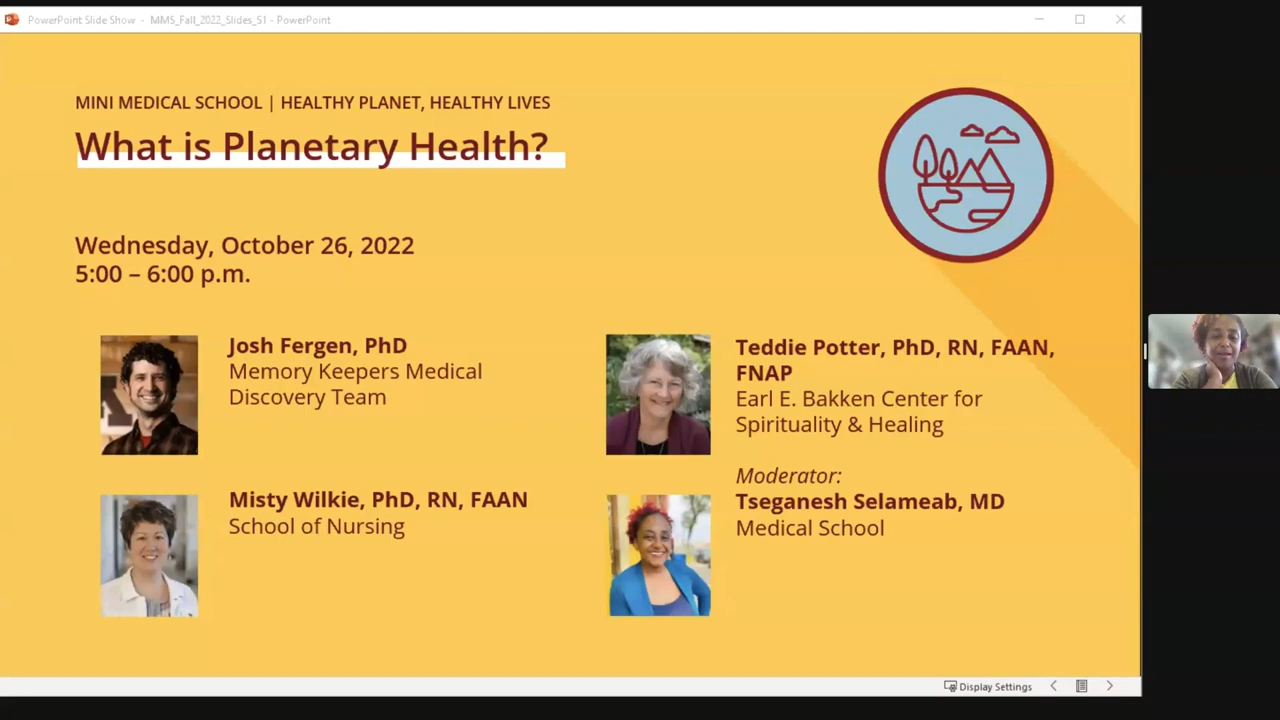 PowerPoint Slide Show - MMS_Fall_2022_Slides_S1 - PowerPoint
MINI MEDICAL SCHOOL | HEALTHY PLANET, HEALTHY LIVES
What is Planetary Health?
Wednesday, October 26, 2022
5:00 – 6:00 p.m.
Josh Fergen, PhD
Memory Keepers Medical
Discovery Team
Teddie Potter, PhD, RN, FAAN,
FNAP
Earl E. Bakken Center for
Spirituality & Healing
Misty Wilkie, PhD, RN, FAAN
School of Nursing
Moderator:
Tseganesh Selameab, MD
Medical School
Display Settings